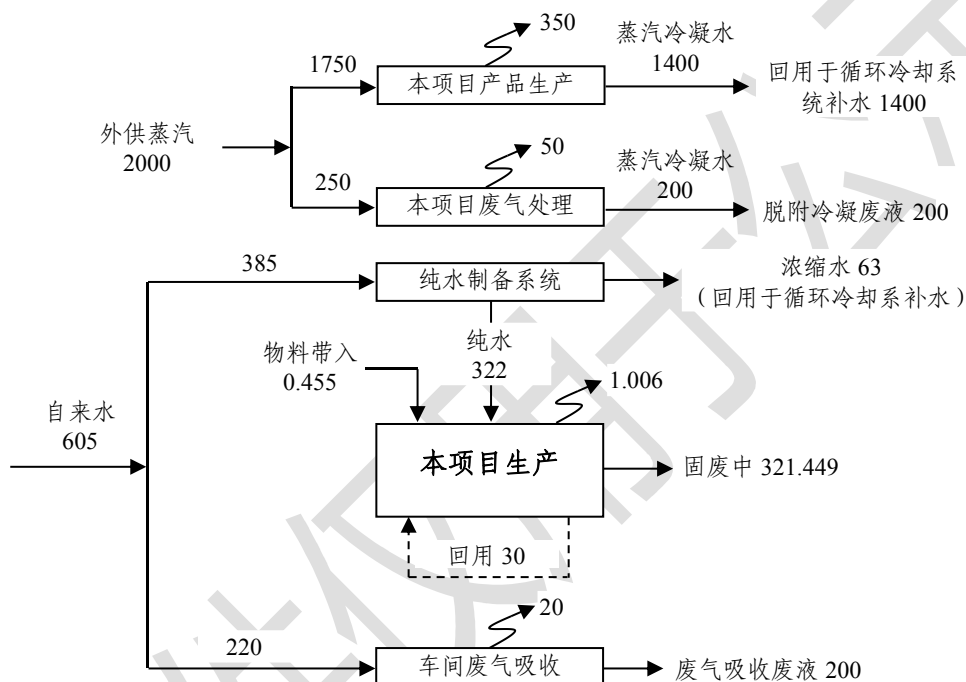 350
1750
本项目产品生产
蒸汽冷凝水
1400
回用于循环冷却系
统补水 1400
外供蒸汽
2000
50
250
本项目废气处理
蒸汽冷凝水
200
脱附冷凝废液 200
385
纯水制备系统
浓缩水 63
（回用于循环冷却系补水）
纯水
322
物料带入
0.455
1.006
自来水
605
本项目生产
固废中 321.449
回用 30
20
220
车间废气吸收
废气吸收废液 200